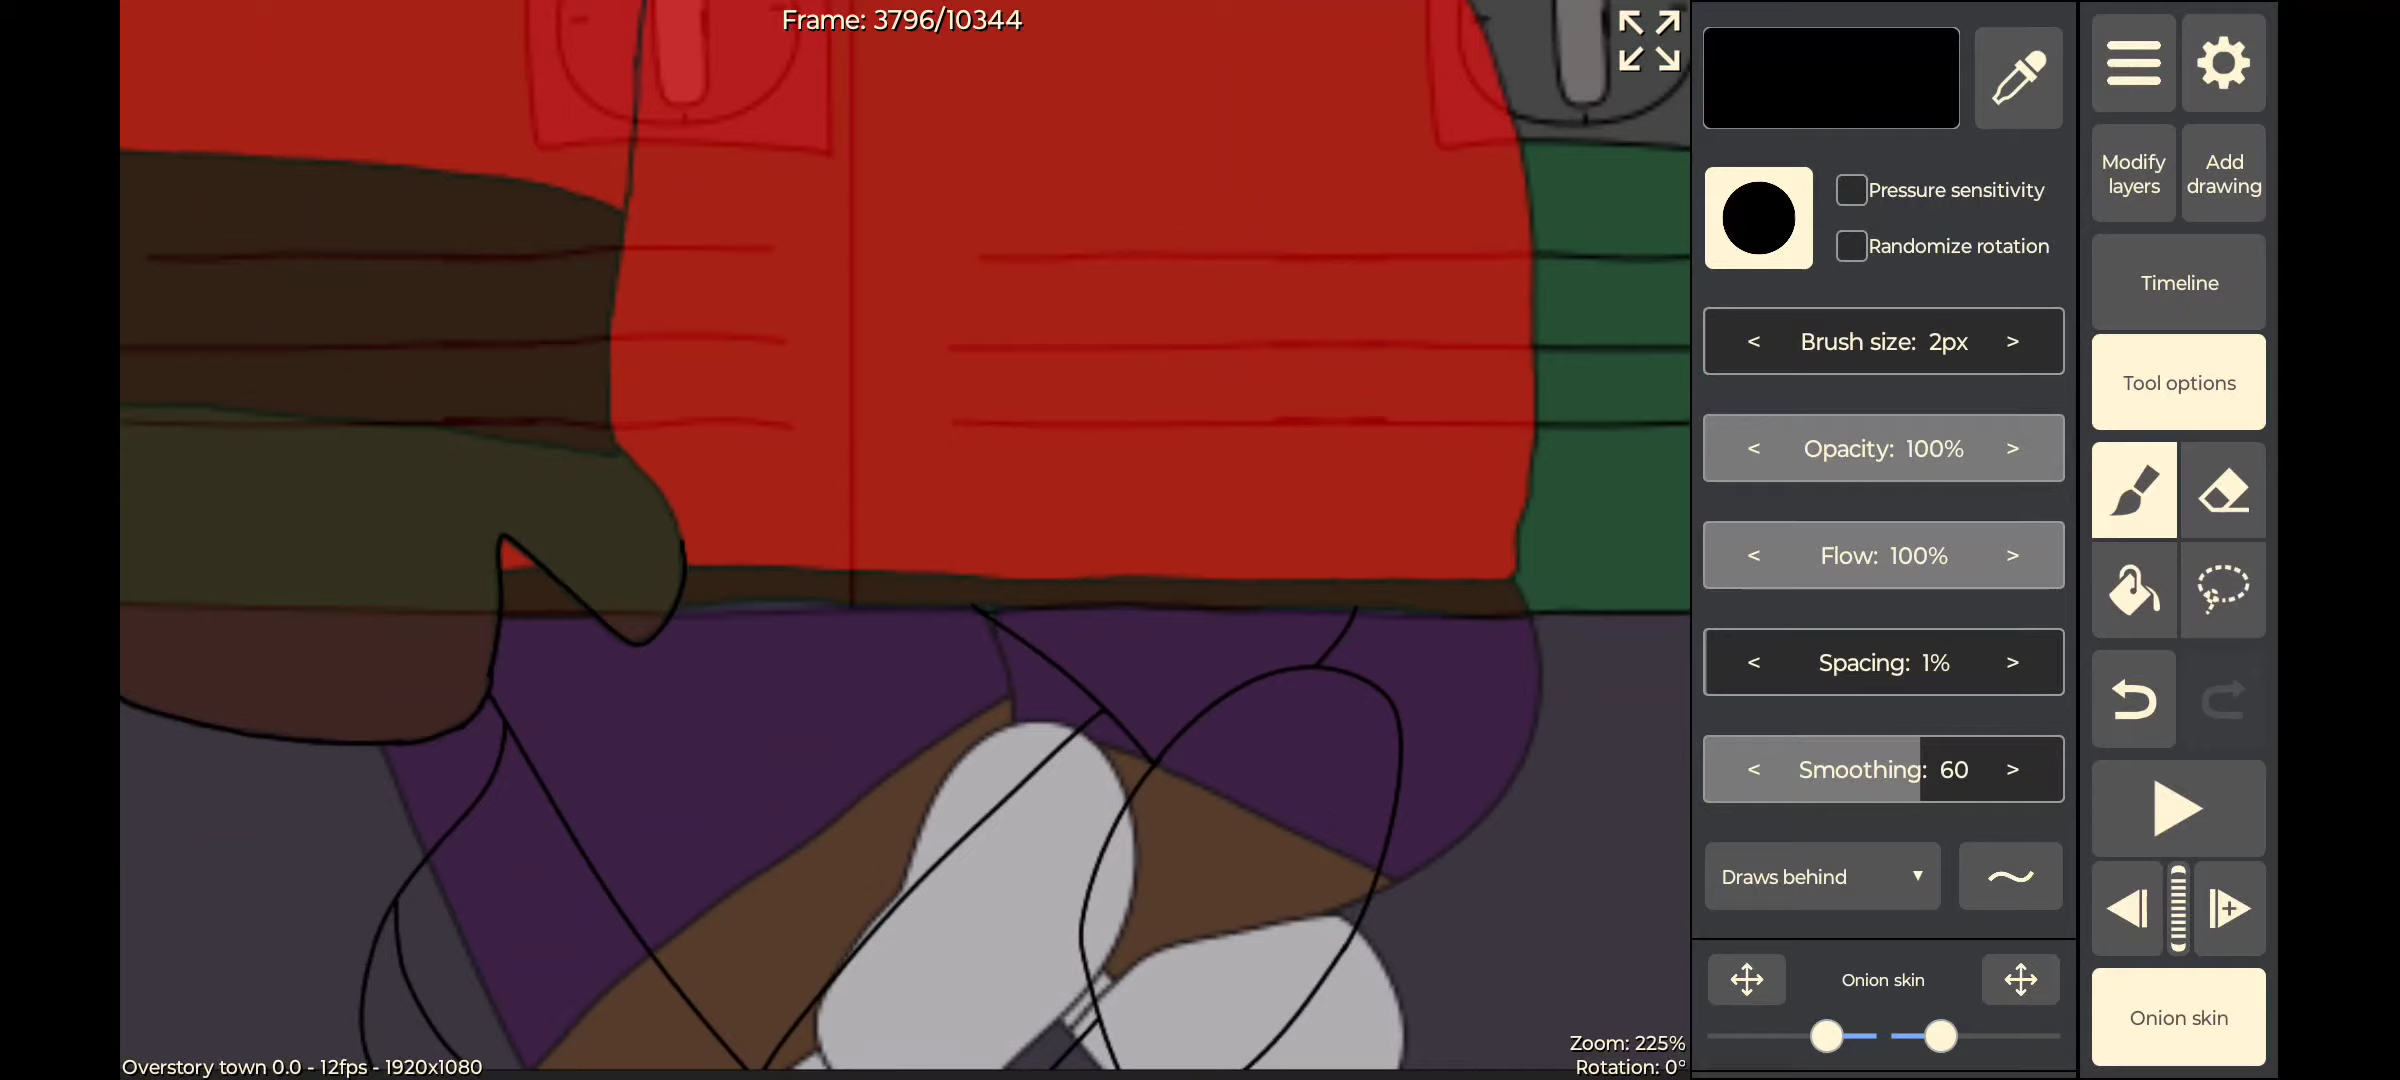 Frame: 3796/10344
Pressure sensitivity
Randomize rotation
< Brush size: 2px >
< Opacity: 100% >
< Flow: 100% >
< Spacing: 1% >
< Smoothing: 60 >
Draws behind
Onion skin
Modify
layers
Add
drawing
Timeline
Tool options
Onion skin
Zoom: 225%
Rotation: 0°
Overstory town 0.0 - 12fps - 1920x1080